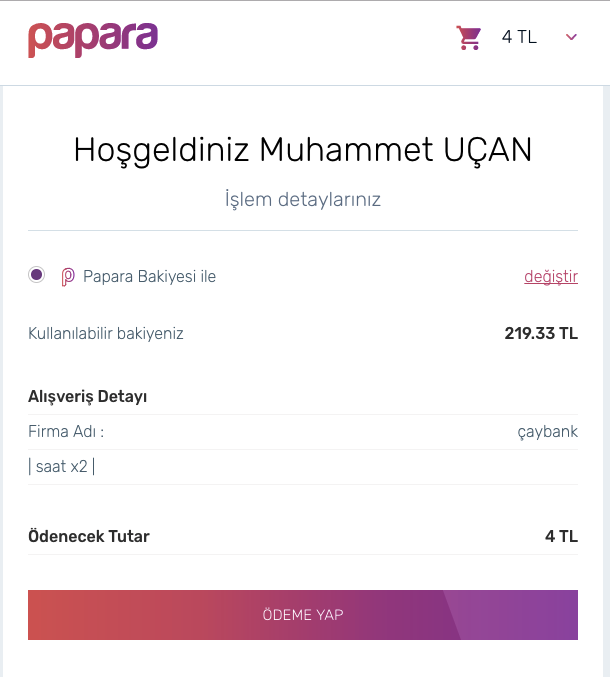 papara
4 TL
Hoşgeldiniz Muhammet UÇAN
İşlem detaylarınız
Papara Bakiyesi ile değiştir
Kullanılabilir bakiyeniz 219.33 TL
Alışveriş Detayı
Firma Adı : çaybank
| saat x2 |
Ödenecek Tutar 4 TL
ÖDEME YAP